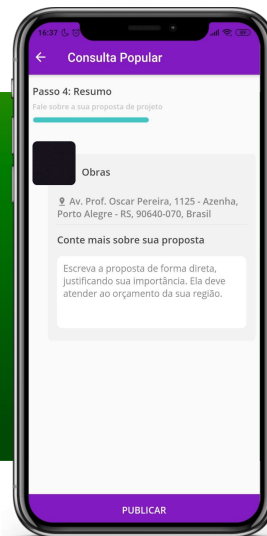 16:37
Consulta Popular
Passo 4: Resumo
Fale sobre a sua proposta de projeto
Obras
Av. Prof. Oscar Pereira, 1125 - Azenha,
Porto Alegre - RS, 90640-070, Brasil
Conte mais sobre sua proposta
Escreva a proposta de forma direta,
justificando sua importância. Ela deve
atender ao orçamento da sua região.
PUBLICAR